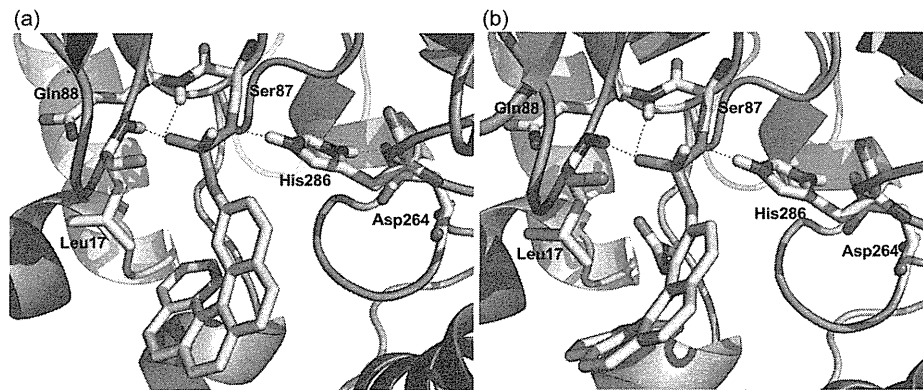 (a)
Gln88
Ser87
His286
Asp264
Leu17
(b)
Gln88
Ser87
His286
Asp264
Leu17